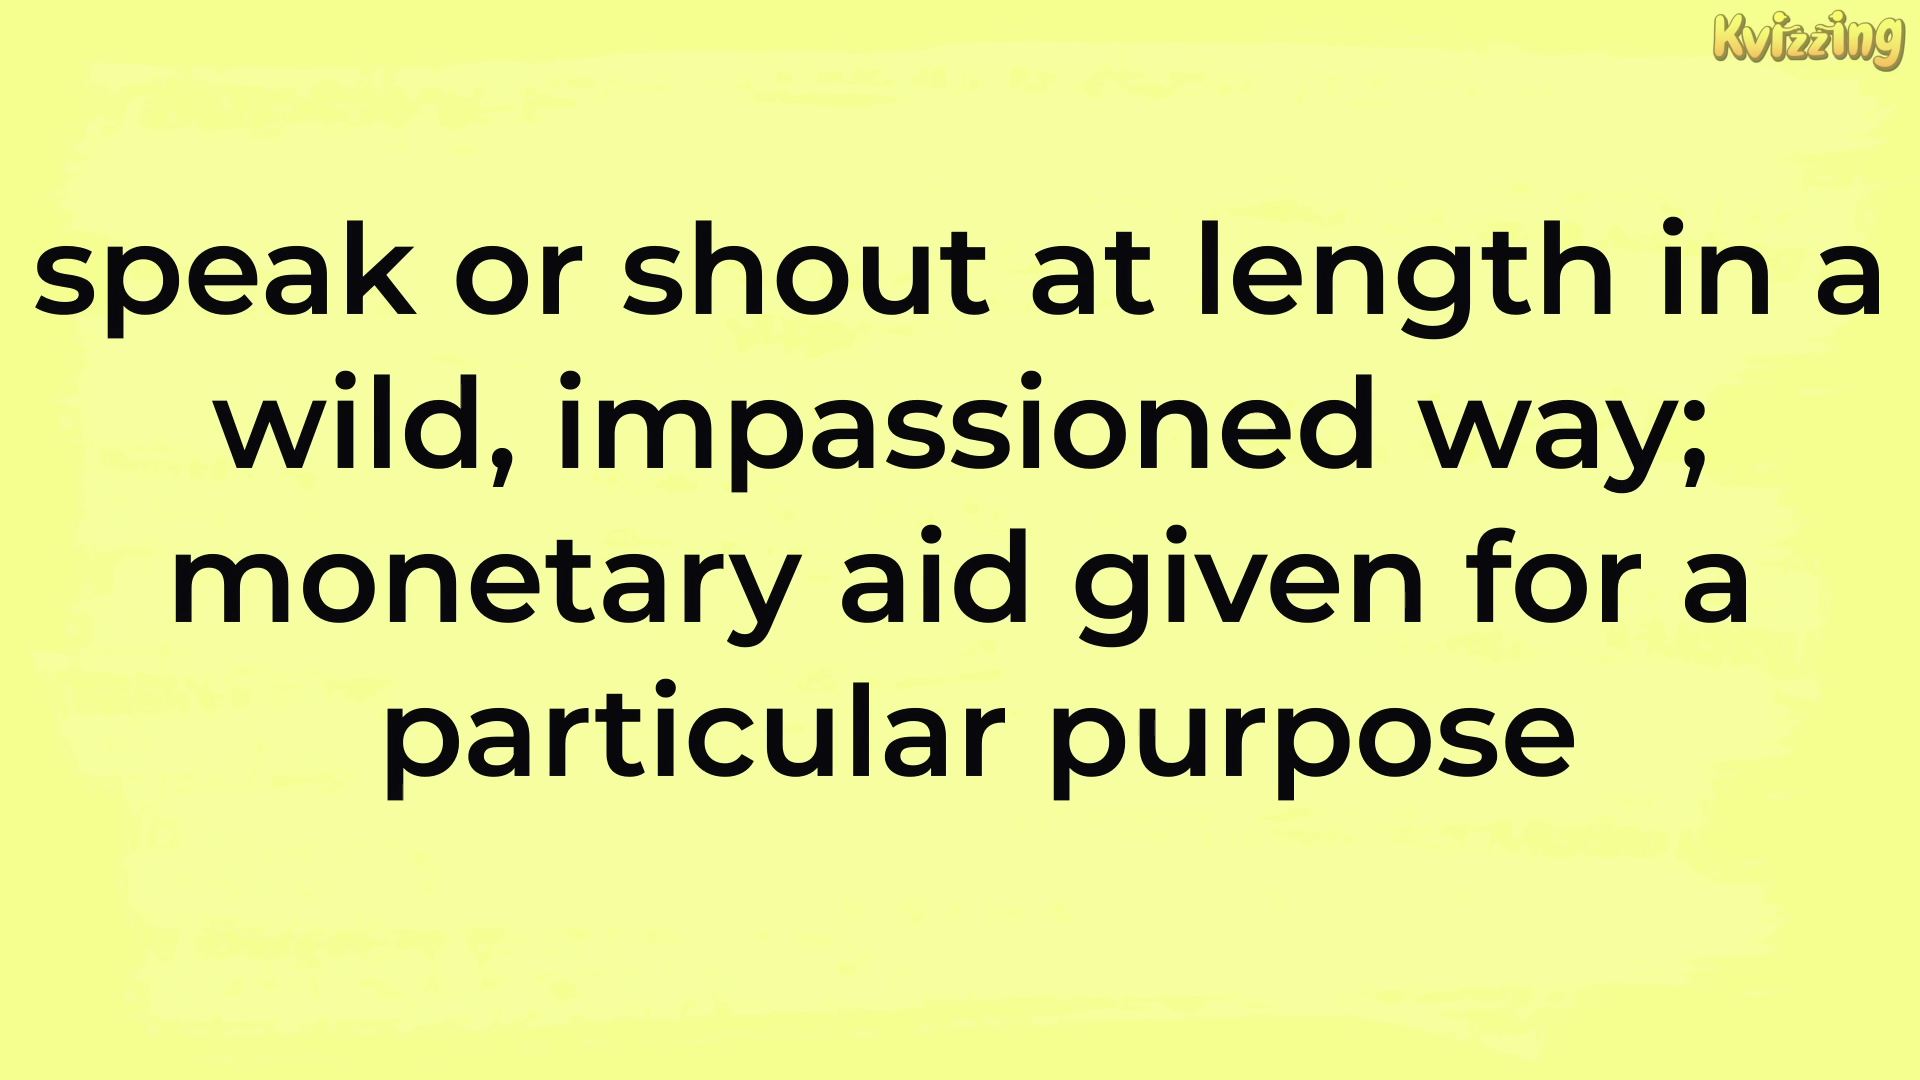 Kvizzing
speak or shout at length in a
wild, impassioned way;
monetary aid given for a
particular purpose